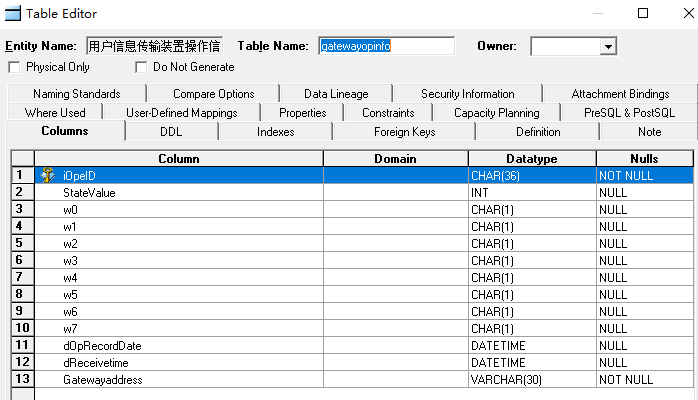 Table Editor
Entity Name: 用户信息传输装置操作信 Table Name: gatewayopinfo Owner:
Physical Only Do Not Generate
Naming Standards Compare Options Data Lineage Security Information Attachment Bindings
Where Used User-Defined Mappings Properties Constraints Capacity Planning PreSQL & PostSQL
Columns DDL Indexes Foreign Keys Definition Note
Column Domain Datatype Nulls
1 iOpeID CHAR(36) NOT NULL
2 StateValue INT NULL
3 w0 CHAR(1) NULL
4 w1 CHAR(1) NULL
5 w2 CHAR(1) NULL
6 w3 CHAR(1) NULL
7 w4 CHAR(1) NULL
8 w5 CHAR(1) NULL
9 w6 CHAR(1) NULL
10 w7 CHAR(1) NULL
11 dOpRecordDate DATETIME NULL
12 dReceivetime DATETIME NULL
13 Gatewayaddress VARCHAR(30) NOT NULL